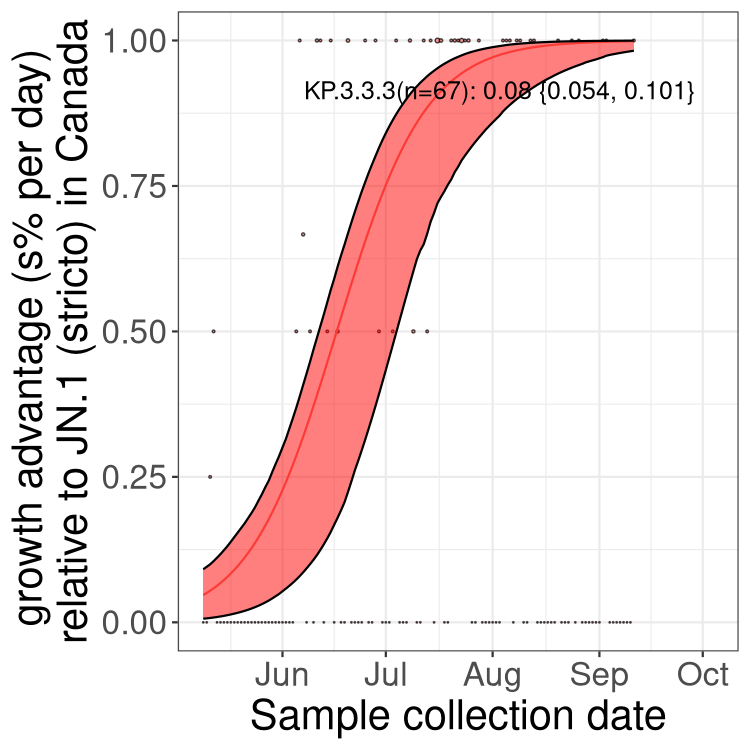 growth advantage (s% per day)
relative to JN.1 (stricto) in Canada
1.00
0.75
0.50
0.25
0.00
KP.3.3.3(n=67): 0.08 {0.054, 0.101}
Jun Jul Aug Sep Oct
Sample collection date